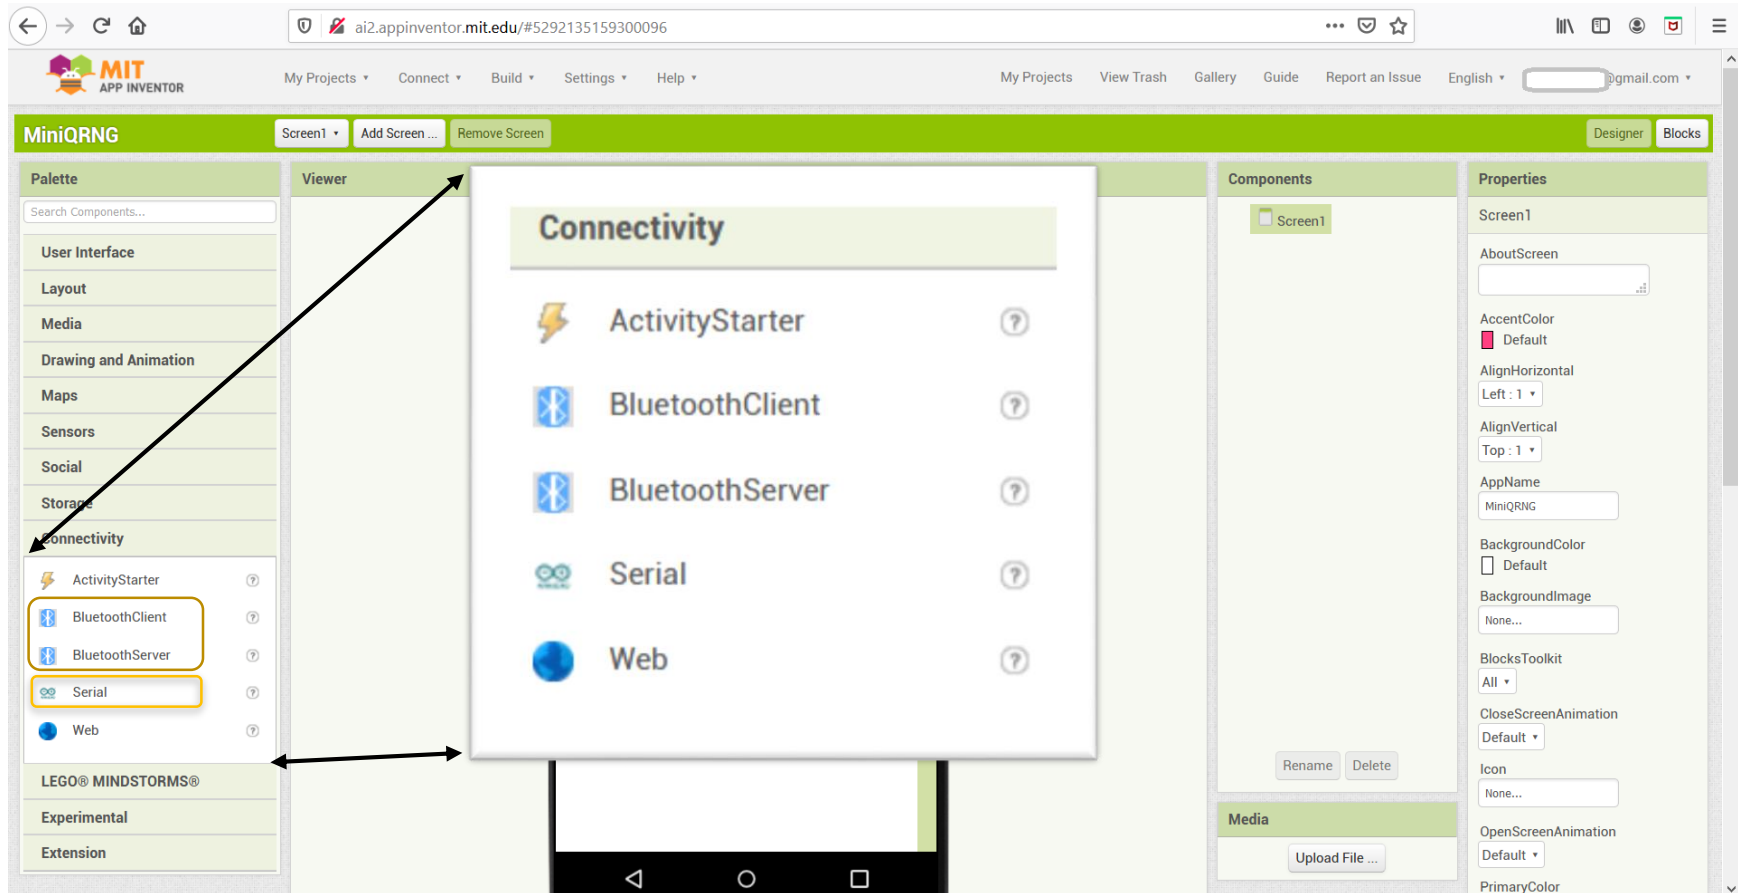 ai2.appinventor.mit.edu/#5292135159300096
MIT
APP INVENTOR
My Projects Connect Build Settings Help My Projects View Trash Gallery Guide Report an Issue English @gmail.com
MiniQRNG Screen1 Add Screen ... Remove Screen Designer Blocks
Palette
Search Components...
User Interface
Layout
Media
Drawing and Animation
Maps
Sensors
Social
Storage
Connectivity
ActivityStarter ?
BluetoothClient ?
BluetoothServer ?
Serial ?
Web ?
LEGO® MINDSTORMS®
Experimental
Extension
Viewer
Connectivity
ActivityStarter ?
BluetoothClient ?
BluetoothServer ?
Serial ?
Web ?
Components
Screen1
Rename Delete
Media
Upload File ...
Properties
Screen1
AboutScreen
AccentColor
Default
AlignHorizontal
Left : 1
AlignVertical
Top : 1
AppName
MiniQRNG
BackgroundColor
Default
BackgroundImage
None...
BlocksToolkit
All
CloseScreenAnimation
Default
Icon
None...
OpenScreenAnimation
Default
PrimaryColor